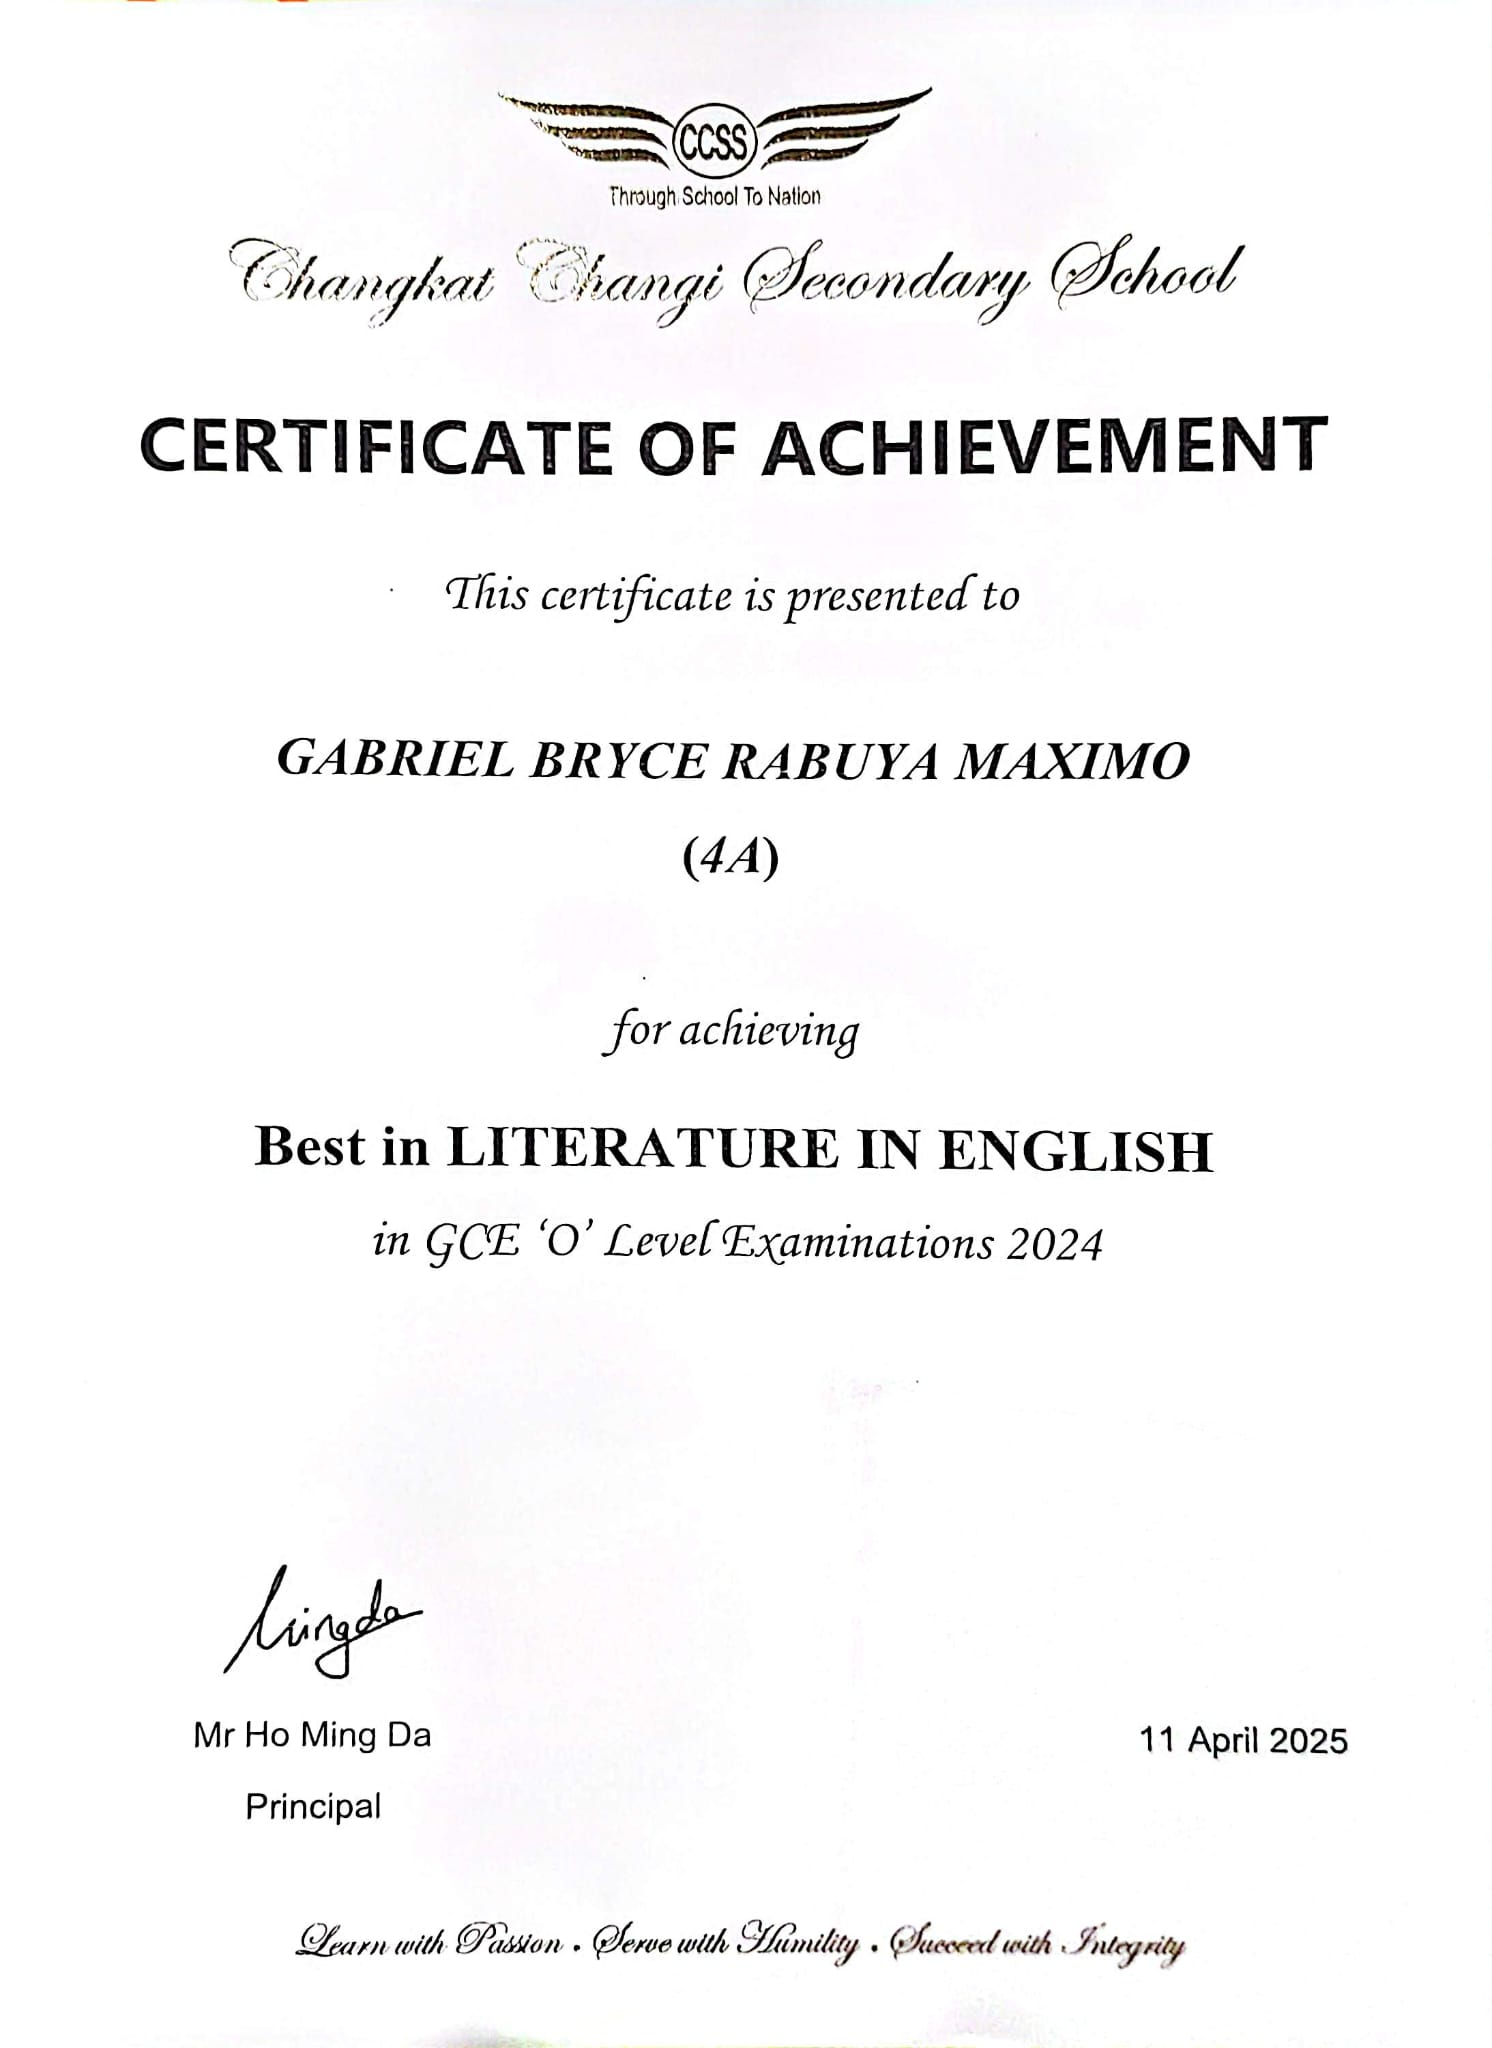 CCSS
Through School To Nation
Changkat Changi Secondary School
CERTIFICATE OF ACHIEVEMENT
This certificate is presented to
GABRIEL BRYCE RABUYA MAXIMO
(4A)
for achieving
Best in LITERATURE IN ENGLISH
in GCE ‘O’ Level Examinations 2024
Mingda
Mr Ho Ming Da
11 April 2025
Principal
Learn with Passion . Serve with Humility . Succeed with Integrity